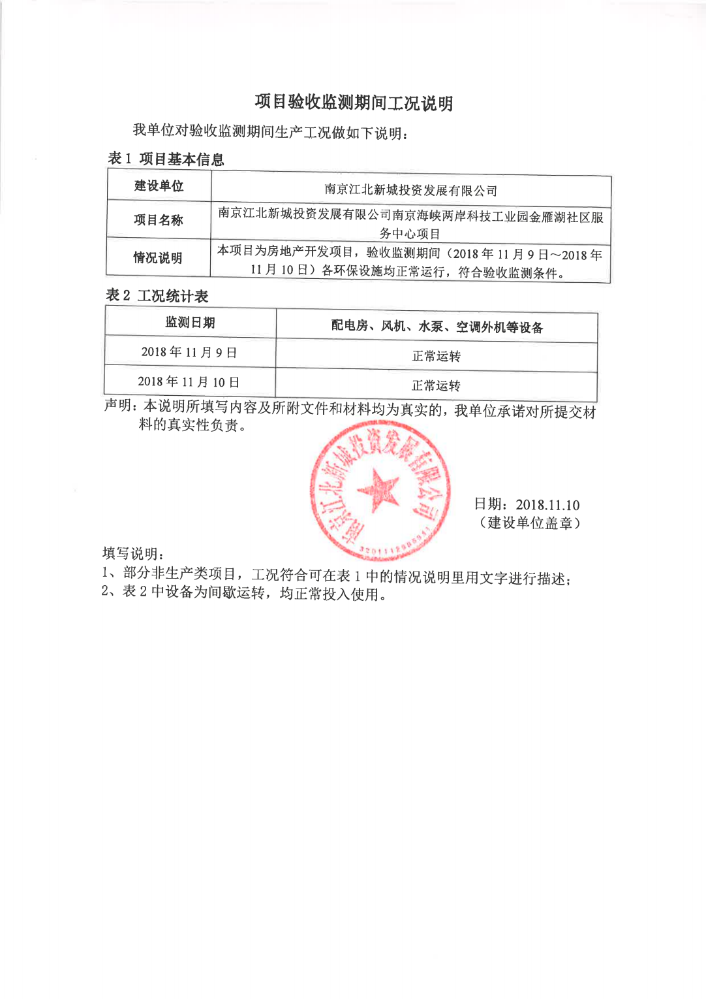 项目验收监测期间工况说明
我单位对验收监测期间生产工况做如下说明：
表 1 项目基本信息
建设单位 南京江北新城投资发展有限公司
项目名称 南京江北新城投资发展有限公司南京海峡两岸科技工业园金雁湖社区服
务中心项目
情况说明 本项目为房地产开发项目，验收监测期间（2018 年 11 月 9 日～2018 年
11 月 10 日）各环保设施均正常运行，符合验收监测条件。
表 2 工况统计表
监测日期 配电房、风机、水泵、空调外机等设备
2018 年 11 月 9 日 正常运转
2018 年 11 月 10 日 正常运转
声明：本说明所填写内容及所附文件和材料均为真实的，我单位承诺对所提交材
料的真实性负责。
南京江北新城投资发展有限公司
日期：2018.11.10
（建设单位盖章）
填写说明：
1、部分非生产类项目，工况符合可在表 1 中的情况说明里用文字进行描述；
2、表 2 中设备为间歇运转，均正常投入使用。